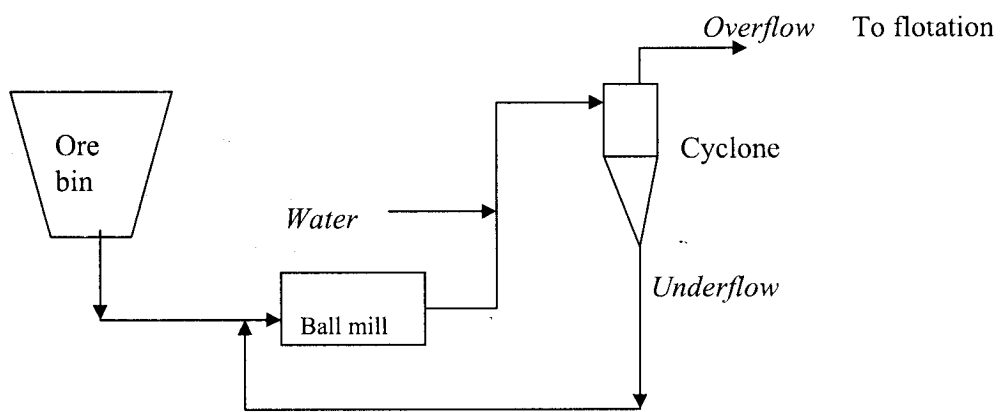 Overflow To flotation
Ore
bin
Cyclone
Water
Underflow
Ball mill